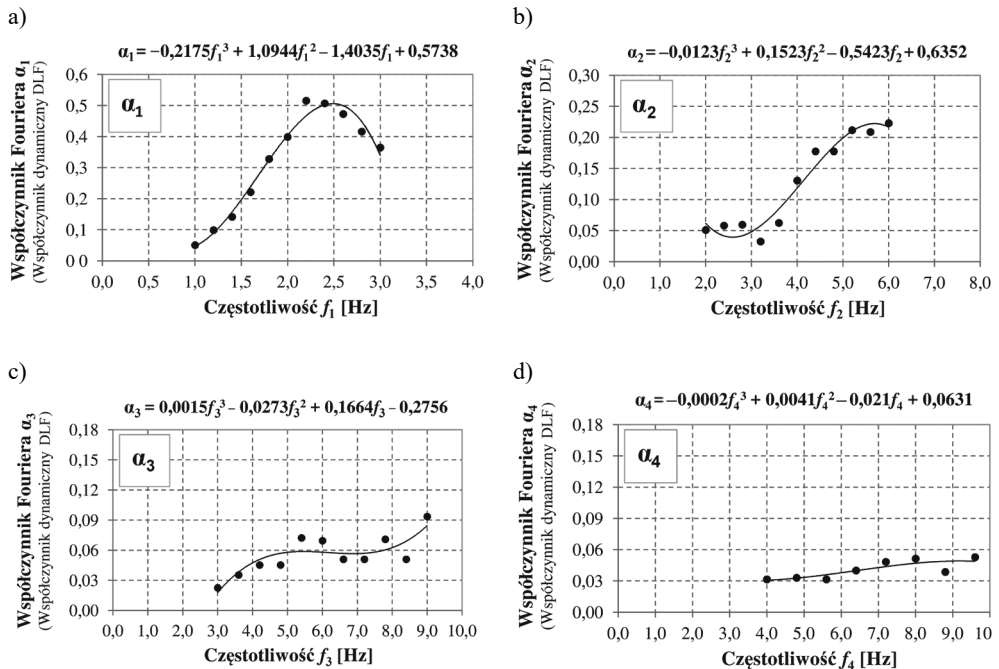 a)
α₁ = −0,2175f₁³ + 1,0944f₁² − 1,4035f₁ + 0,5738
Współczynnik Fouriera α₁
(Współczynnik dynamiczny DLF)
α₁
0,6
0,5
0,4
0,3
0,2
0,1
0 0
0,0 0,5 1,0 1,5 2,0 2,5 3,0 3,5 4,0
Częstotliwość f₁ [Hz]
b)
α₂ = −0,0123f₂³ + 0,1523f₂² − 0,5423f₂ + 0,6352
Współczynnik Fouriera α₂
(Współczynnik dynamiczny DLF)
α₂
0,30
0,25
0,20
0,15
0,10
0,05
0,00
0,0 1,0 2,0 3,0 4,0 5,0 6,0 7,0 8,0
Częstotliwość f₂ [Hz]
c)
α₃ = 0,0015f₃³ − 0,0273f₃² + 0,1664f₃ − 0,2756
Współczynnik Fouriera α₃
(Współczynnik dynamiczny DLF)
α₃
0,18
0,15
0,12
0,09
0,06
0,03
0,00
0,0 1,0 2,0 3,0 4,0 5,0 6,0 7,0 8,0 9,0 10,0
Częstotliwość f₃ [Hz]
d)
α₄ = −0,0002f₄³ + 0,0041f₄² − 0,021f₄ + 0,0631
Współczynnik Fouriera α₄
(Współczynnik dynamiczny DLF)
α₄
0,18
0,15
0,12
0,09
0,06
0,03
0,00
0,0 1,0 2,0 3,0 4,0 5,0 6,0 7,0 8,0 9,0 10
Częstotliwość f₄ [Hz]